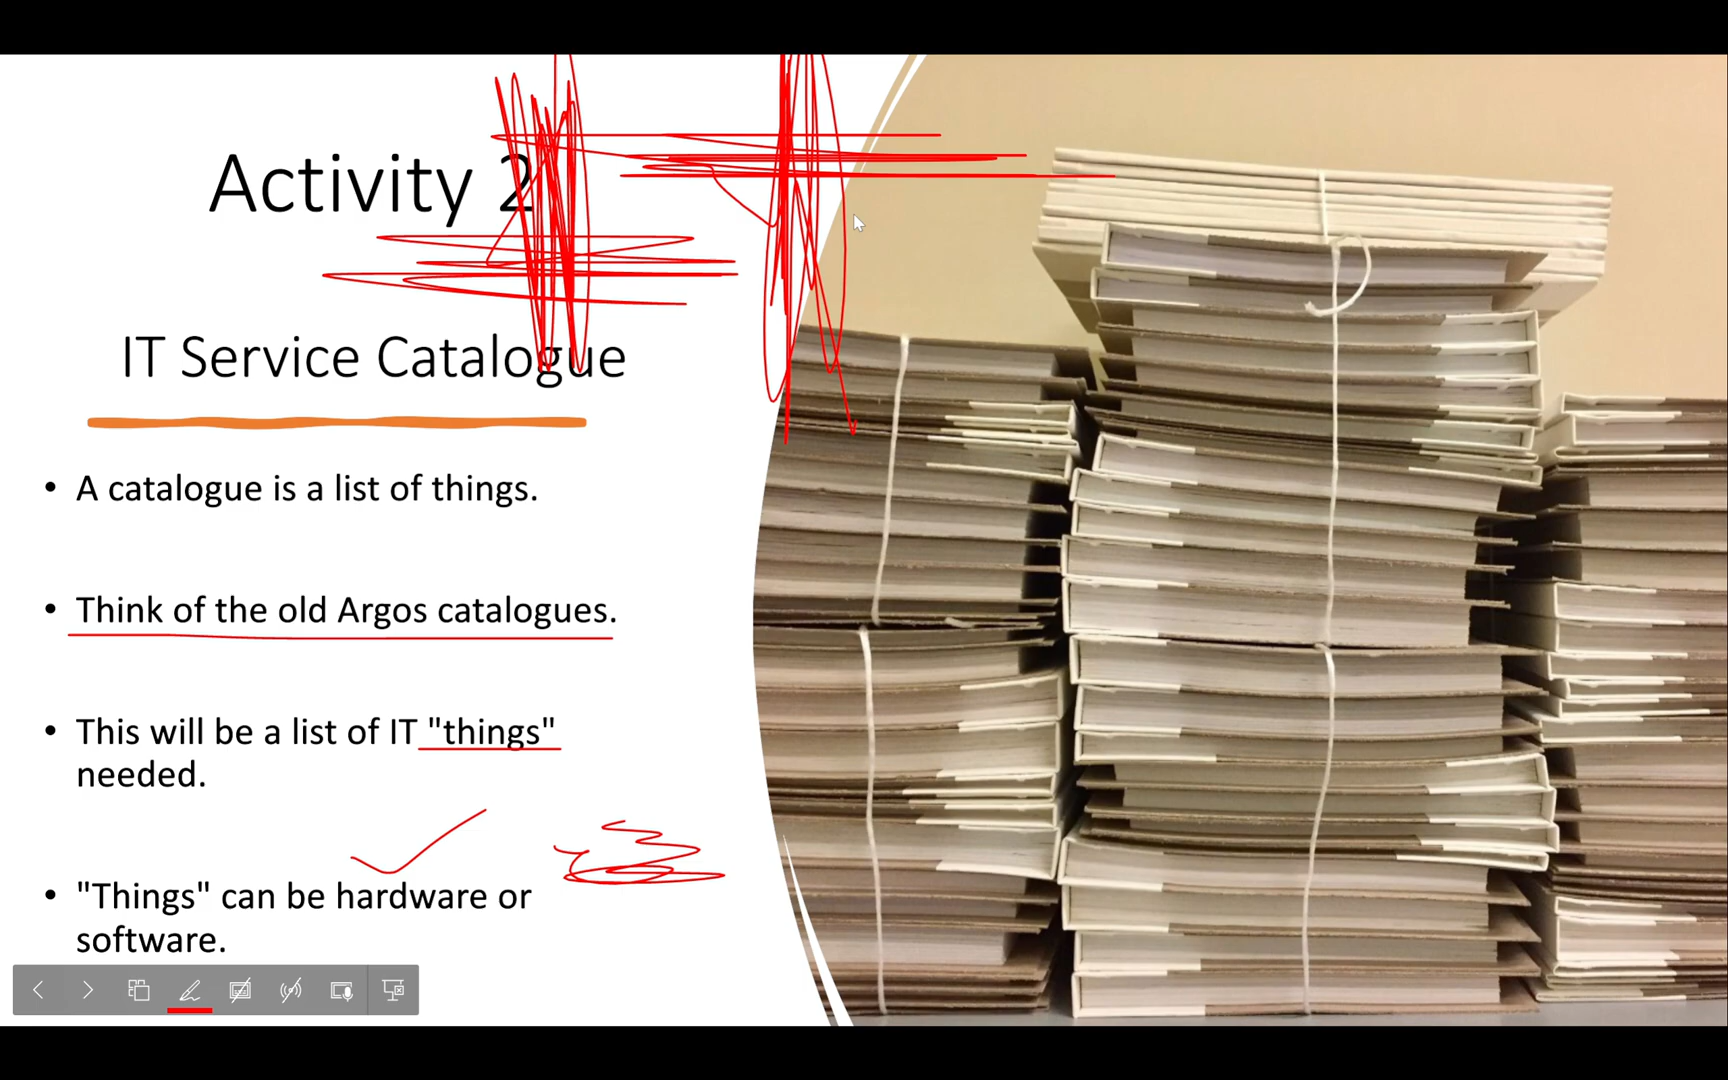 Activity 2
IT Service Catalogue
• A catalogue is a list of things.
• Think of the old Argos catalogues.
• This will be a list of IT "things"
needed.
• "Things" can be hardware or
software.